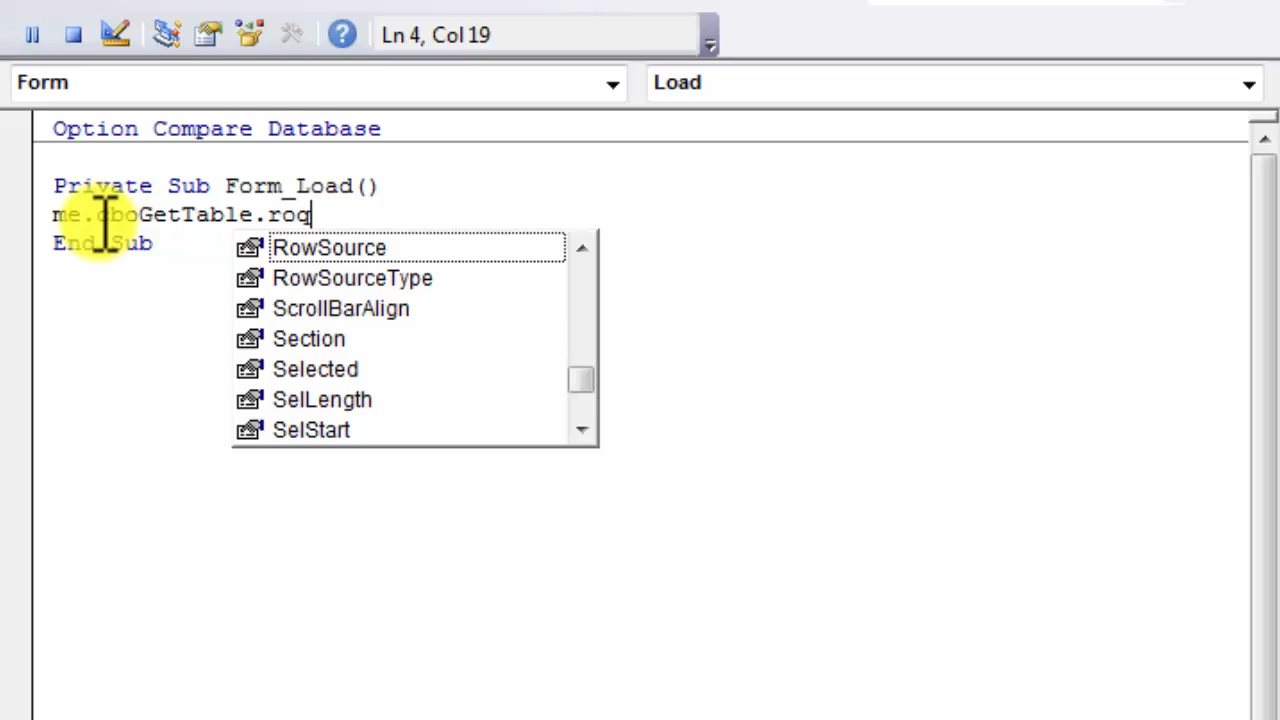 Ln 4, Col 19
Form
Load
Option Compare Database
Private Sub Form_Load()
me.cboGetTable.roq
End Sub
RowSource
RowSourceType
ScrollBarAlign
Section
Selected
SelLength
SelStart